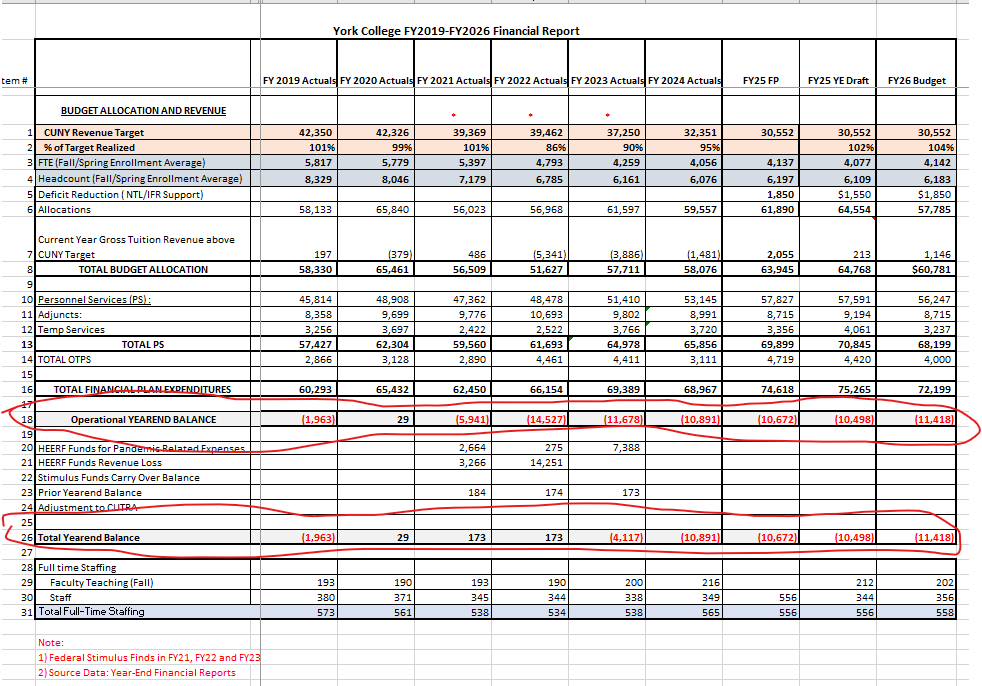 York College FY2019-FY2026 Financial Report
tem # FY 2019 Actuals FY 2020 Actuals FY 2021 Actuals FY 2022 Actuals FY 2023 Actuals FY 2024 Actuals FY25 FP FY25 YE Draft FY26 Budget
BUDGET ALLOCATION AND REVENUE * * *
1 CUNY Revenue Target 42,350 42,326 39,369 39,462 37,250 32,351 30,552 30,552 30,552
2 % of Target Realized 101% 99% 101% 86% 90% 95% 102% 104%
3 FTE (Fall/Spring Enrollment Average) 5,817 5,779 5,397 4,793 4,259 4,056 4,137 4,077 4,142
4 Headcount (Fall/Spring Enrollment Average) 8,329 8,046 7,179 6,785 6,161 6,076 6,197 6,109 6,183
5 Deficit Reduction ( NTL/IFR Support) 1,850 $1,550 $1,850
6 Allocations 58,133 65,840 56,023 56,968 61,597 59,557 61,890 64,554 57,785
Current Year Gross Tuition Revenue above
7 CUNY Target 197 (379) 486 (5,341) (3,886) (1,481) 2,055 213 1,146
8 TOTAL BUDGET ALLOCATION 58,330 65,461 56,509 51,627 57,711 58,076 63,945 64,768 $60,781
9
10 Personnel Services (PS) : 45,814 48,908 47,362 48,478 51,410 53,145 57,827 57,591 56,247
11 Adjuncts: 8,358 9,699 9,776 10,693 9,802 8,991 8,715 9,194 8,715
12 Temp Services 3,256 3,697 2,422 2,522 3,766 3,720 3,356 4,061 3,237
13 TOTAL PS 57,427 62,304 59,560 61,693 64,978 65,856 69,899 70,845 68,199
14 TOTAL OTPS 2,866 3,128 2,890 4,461 4,411 3,111 4,719 4,420 4,000
15
16 TOTAL FINANCIAL PLAN EXPENDITURES 60,293 65,432 62,450 66,154 69,389 68,967 74,618 75,265 72,199
17
18 Operational YEAREND BALANCE (1,963) 29 (5,941) (14,527) (11,678) (10,891) (10,672) (10,498) (11,418)
19
20 HEERF Funds for Pandemic Related Expenses 2,664 275 7,388
21 HEERF Funds Revenue Loss 3,266 14,251
22 Stimulus Funds Carry Over Balance
23 Prior Yearend Balance 184 174 173
24 Adjustment to CUTRA
25
26 Total Yearend Balance (1,963) 29 173 173 (4,117) (10,891) (10,672) (10,498) (11,418)
27
28 Full time Staffing
29 Faculty Teaching (Fall) 193 190 193 190 200 216 212 202
30 Staff 380 371 345 344 338 349 556 344 356
31 Total Full-Time Staffing 573 561 538 534 538 565 556 556 558
Note:
1) Federal Stimulus Finds in FY21, FY22 and FY23
2) Source Data: Year-End Financial Reports